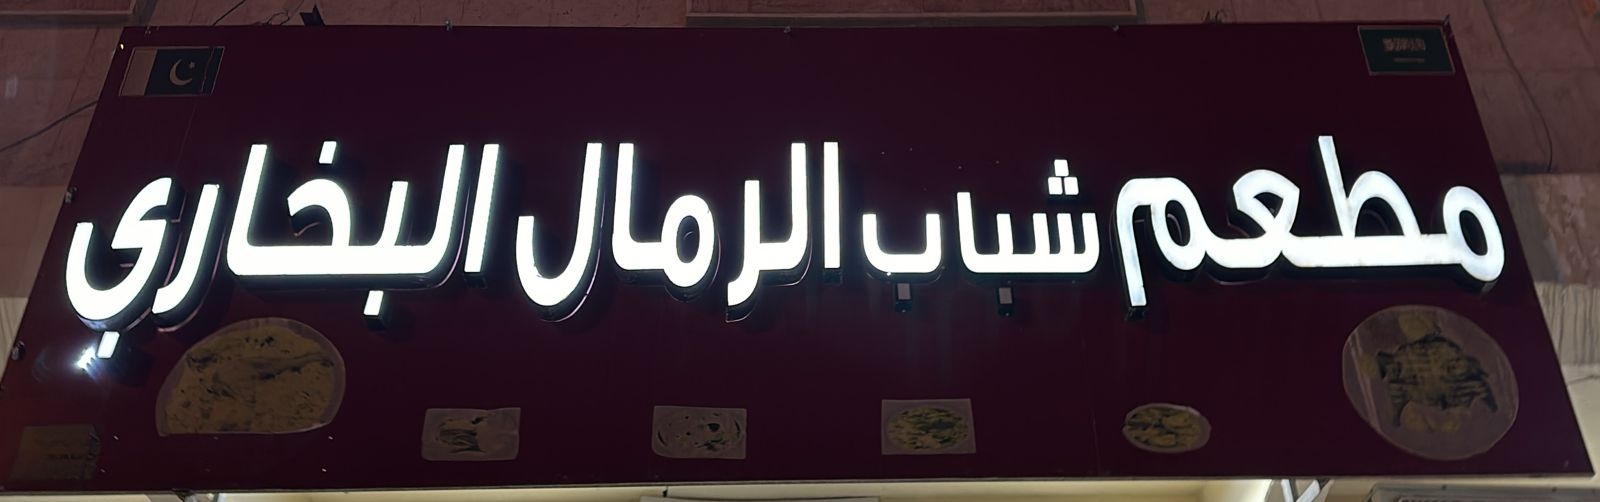 مطعم شباب الرمال البخاري